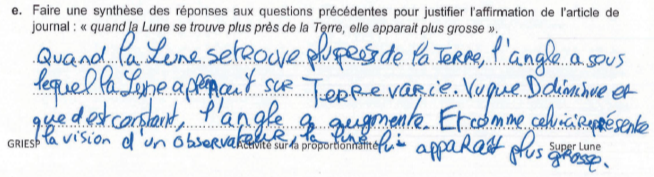 e. Faire une synthèse des réponses aux questions précédentes pour justifier l'affirmation de l'article de
journal : « quand la Lune se trouve plus près de la Terre, elle apparait plus grosse ».
Quand la Lune se trouve plus près de la Terre, l'angle a sous
lequel la Lune apparait sur Terre varie. Vu que D diminue et
que d est constant, l'angle a augmente. Et comme celui ci représente
la vision d'un observateur, la lune lui apparait plus grosse.
GRIESP Activité sur la proportionnalité Super Lune